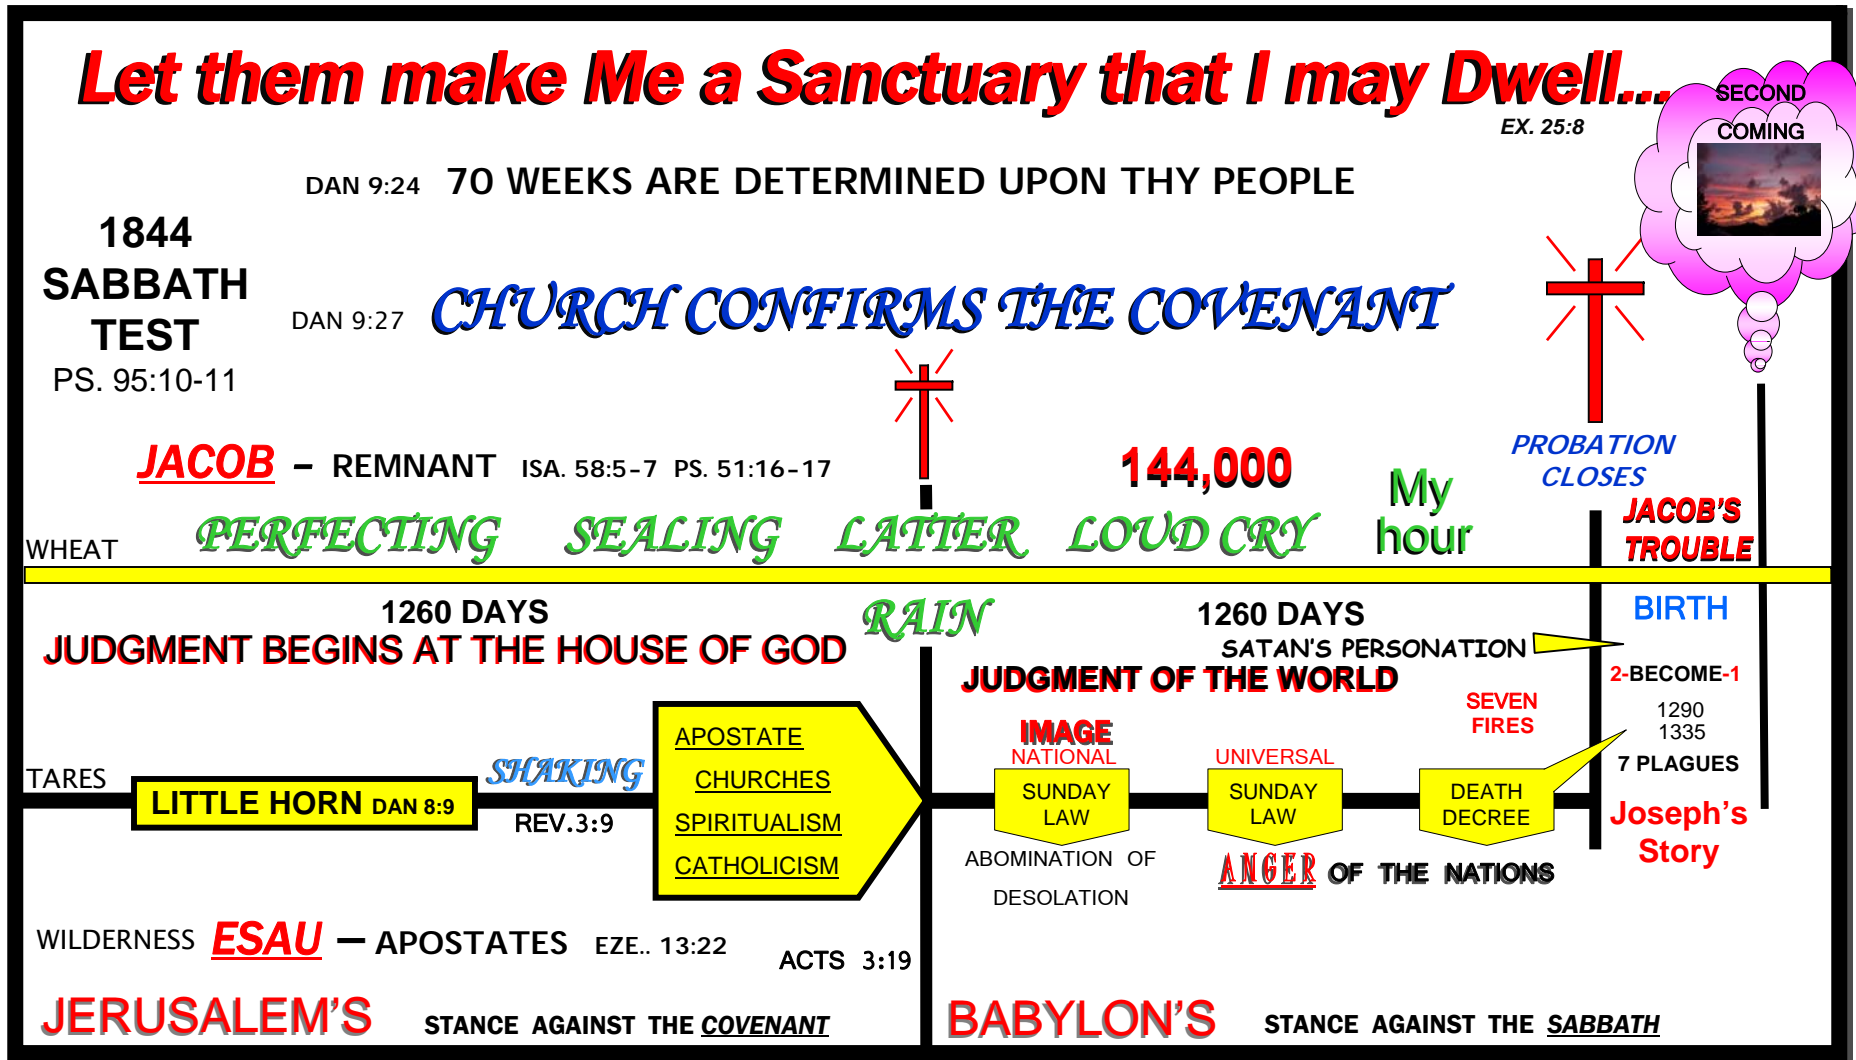 Let them make Me a Sanctuary that I may Dwell...
EX. 25:8
SECOND
COMING
DAN 9:24 70 WEEKS ARE DETERMINED UPON THY PEOPLE
1844
SABBATH
TEST
PS. 95:10-11
DAN 9:27 CHURCH CONFIRMS THE COVENANT
JACOB – REMNANT ISA. 58:5-7 PS. 51:16-17
144,000
My
hour
PROBATION
CLOSES
JACOB'S
TROUBLE
WHEAT
PERFECTING SEALING LATTER LOUD CRY
RAIN
1260 DAYS
JUDGMENT BEGINS AT THE HOUSE OF GOD
1260 DAYS
SATAN'S PERSONATION
JUDGMENT OF THE WORLD
BIRTH
2-BECOME-1
1290
1335
7 PLAGUES
Joseph's
Story
SEVEN
FIRES
IMAGE
NATIONAL
SUNDAY
LAW
ABOMINATION OF
DESOLATION
UNIVERSAL
SUNDAY
LAW
DEATH
DECREE
ANGER OF THE NATIONS
TARES
LITTLE HORN DAN 8:9
SHAKING
REV.3:9
APOSTATE
CHURCHES
SPIRITUALISM
CATHOLICISM
WILDERNESS ESAU — APOSTATES EZE.. 13:22
ACTS 3:19
JERUSALEM'S STANCE AGAINST THE COVENANT
BABYLON'S STANCE AGAINST THE SABBATH